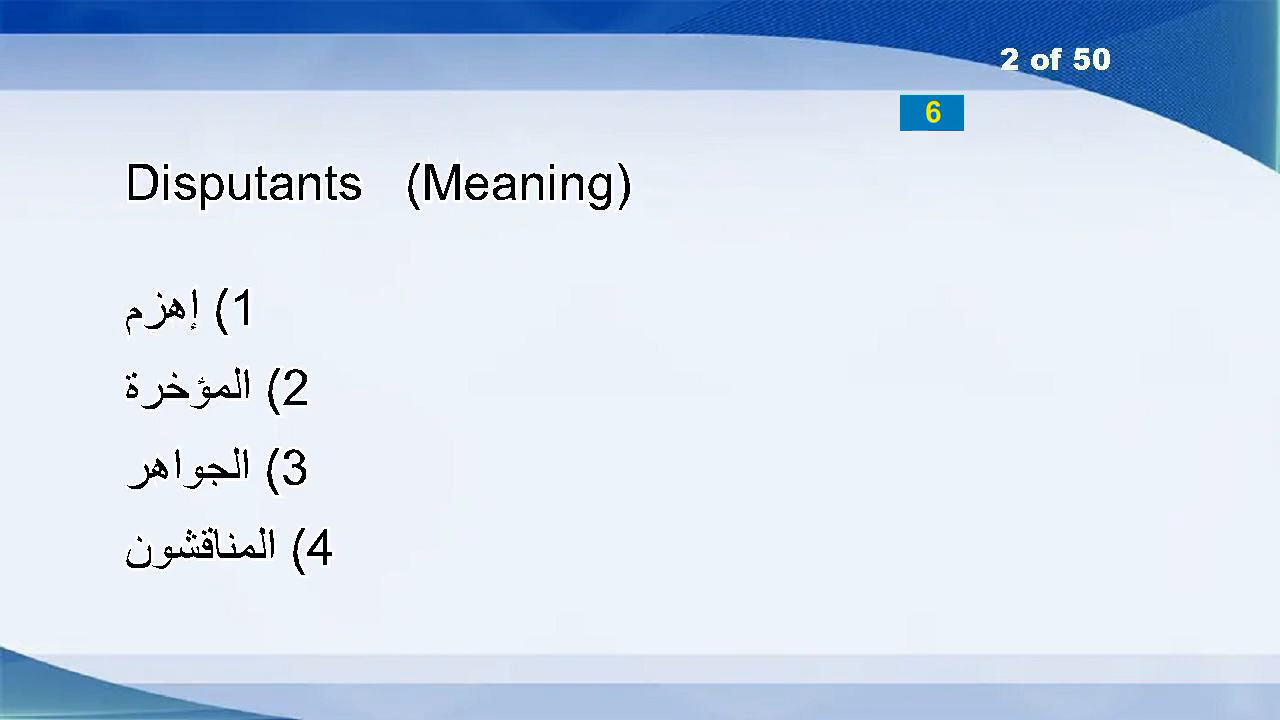 2 of 50
6
Disputants (Meaning)
1) إهزم
2) المؤخرة
3) الجواهر
4) المناقشون